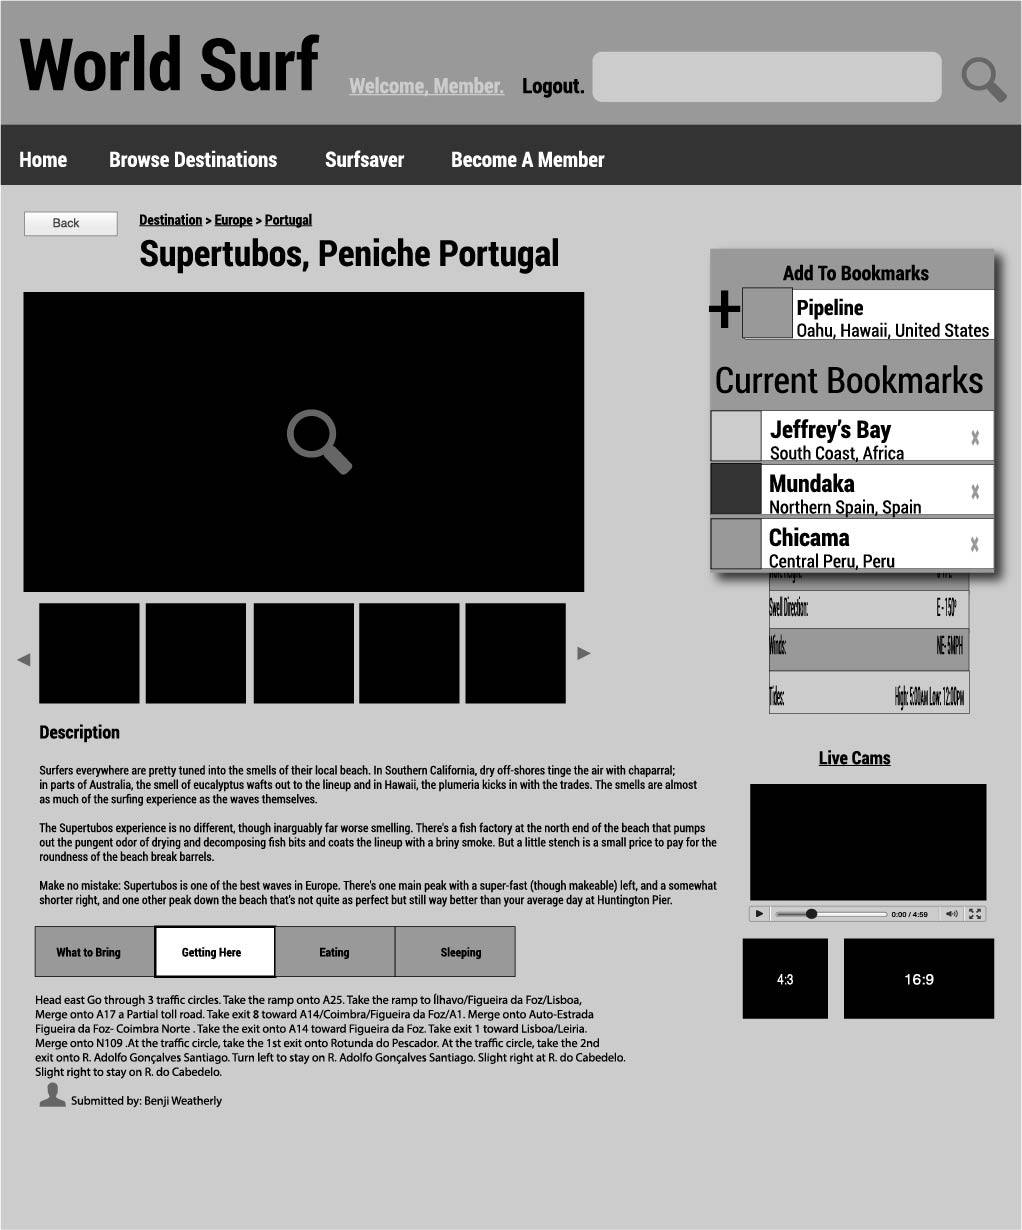 World Surf
Welcome, Member.
Logout.
Home
Browse Destinations
Surfsaver
Become A Member
Back
Destination > Europe > Portugal
Supertubos, Peniche Portugal
Add To Bookmarks
Pipeline
Oahu, Hawaii, United States
Current Bookmarks
Jeffrey's Bay
South Coast, Africa
x
Mundaka
Northern Spain, Spain
x
Chicama
Central Peru, Peru
x
Swell Direction:
E - 150º
Winds:
NE- 5MPH
Tides:
High: 5:00AM Low: 12:00PM
Description
Surfers everywhere are pretty tuned into the smells of their local beach. In Southern California, dry off-shores tinge the air with chaparral;
in parts of Australia, the smell of eucalyptus wafts out to the lineup and in Hawaii, the plumeria kicks in with the trades. The smells are almost
as much of the surfing experience as the waves themselves.
The Supertubos experience is no different, though inarguably far worse smelling. There's a fish factory at the north end of the beach that pumps
out the pungent odor of drying and decomposing fish bits and coats the lineup with a briny smoke. But a little stench is a small price to pay for the
roundness of the beach break barrels.
Make no mistake: Supertubos is one of the best waves in Europe. There's one main peak with a super-fast (though makeable) left, and a somewhat
shorter right, and one other peak down the beach that's not quite as perfect but still way better than your average day at Huntington Pier.
Live Cams
0:00 / 4:59
4:3
16:9
What to Bring
Getting Here
Eating
Sleeping
Head east Go through 3 traffic circles. Take the ramp onto A25. Take the ramp to Ílhavo/Figueira da Foz/Lisboa,
Merge onto A17 a Partial toll road. Take exit 8 toward A14/Coimbra/Figueira da Foz/A1. Merge onto Auto-Estrada
Figueira da Foz- Coimbra Norte . Take the exit onto A14 toward Figueira da Foz. Take exit 1 toward Lisboa/Leiria.
Merge onto N109 .At the traffic circle, take the 1st exit onto Rotunda do Pescador. At the traffic circle, take the 2nd
exit onto R. Adolfo Gonçalves Santiago. Turn left to stay on R. Adolfo Gonçalves Santiago. Slight right at R. do Cabedelo.
Slight right to stay on R. do Cabedelo.
Submitted by: Benji Weatherly